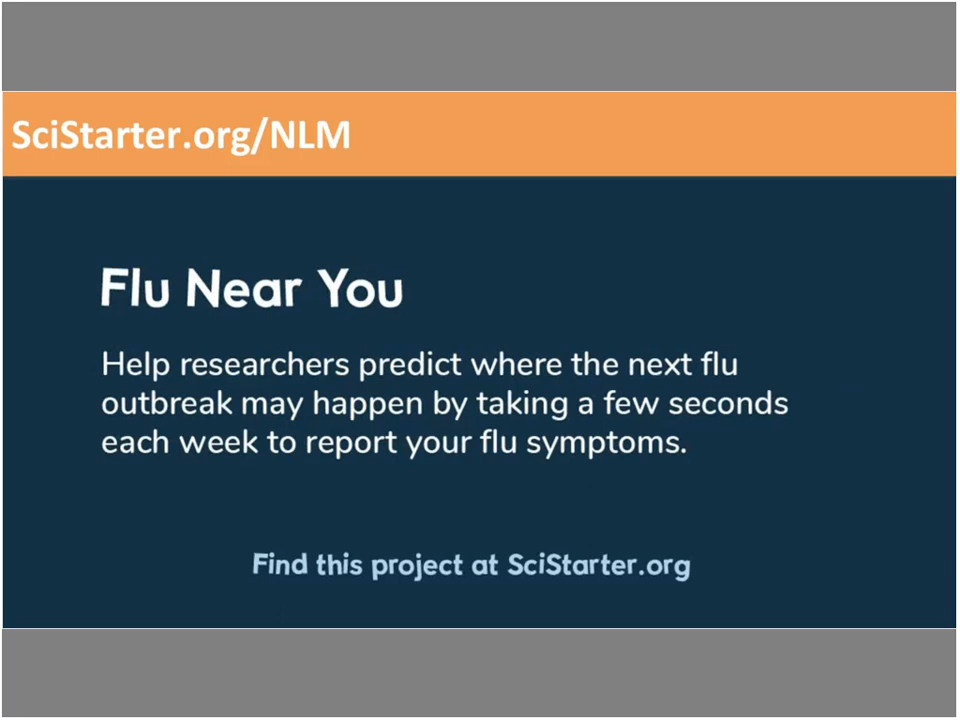 SciStarter.org/NLM
Flu Near You
Help researchers predict where the next flu
outbreak may happen by taking a few seconds
each week to report your flu symptoms.
Find this project at SciStarter.org